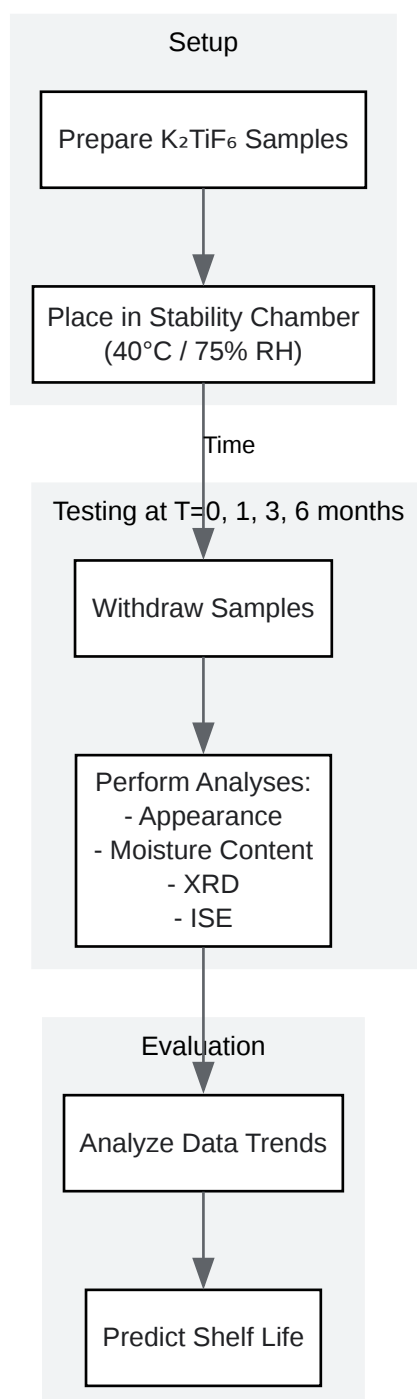 Setup
Prepare K₂TiF₆ Samples
Place in Stability Chamber
(40°C / 75% RH)
Time
Testing at T=0, 1, 3, 6 months
Withdraw Samples
Perform Analyses:
- Appearance
- Moisture Content
- XRD
- ISE
Evaluation
Analyze Data Trends
Predict Shelf Life